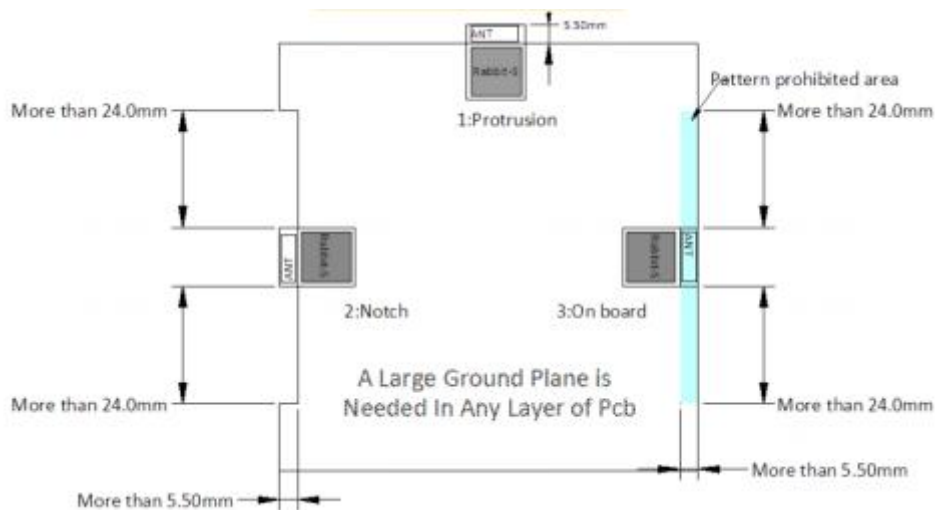 5.50mm
ANT
Rabbit-S
Pattern prohibited area
More than 24.0mm
More than 24.0mm
1:Protrusion
Rabbit-S
ANT
Rabbit-S
ANT
2:Notch
3:On board
A Large Ground Plane is
Needed In Any Layer of Pcb
More than 24.0mm
More than 24.0mm
More than 5.50mm
More than 5.50mm